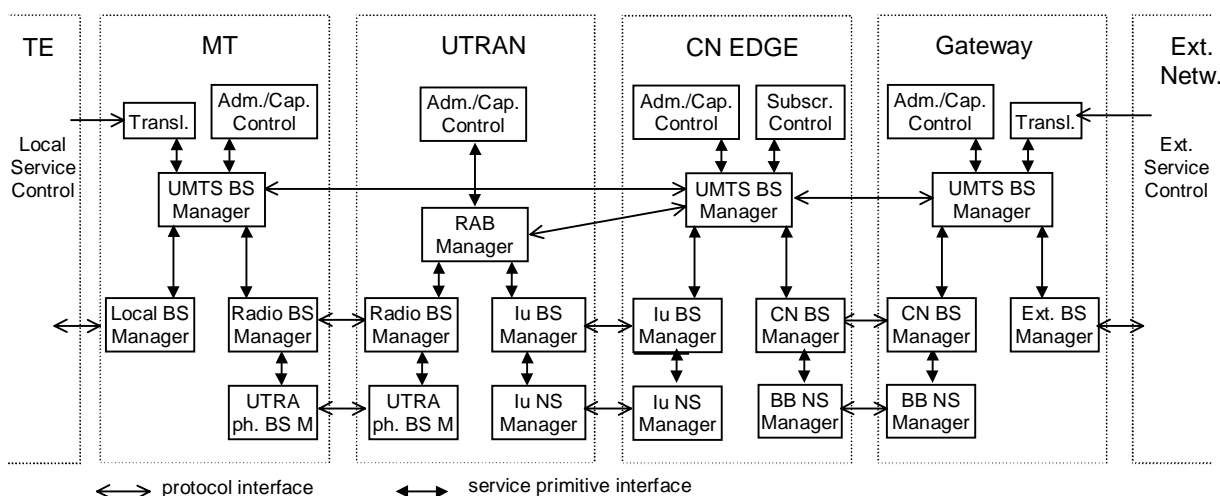 TE
MT
UTRAN
CN EDGE
Gateway
Ext.
Netw.
Transl.
Adm./Cap.
Control
Adm./Cap.
Control
Adm./Cap.
Control
Subscr.
Control
Adm./Cap.
Control
Transl.
Local
Service
Control
Ext.
Service
Control
UMTS BS
Manager
RAB
Manager
UMTS BS
Manager
UMTS BS
Manager
Local BS
Manager
Radio BS
Manager
Radio BS
Manager
Iu BS
Manager
Iu BS
Manager
CN BS
Manager
CN BS
Manager
Ext. BS
Manager
UTRA
ph. BS M
UTRA
ph. BS M
Iu NS
Manager
Iu NS
Manager
BB NS
Manager
BB NS
Manager
protocol interface
service primitive interface